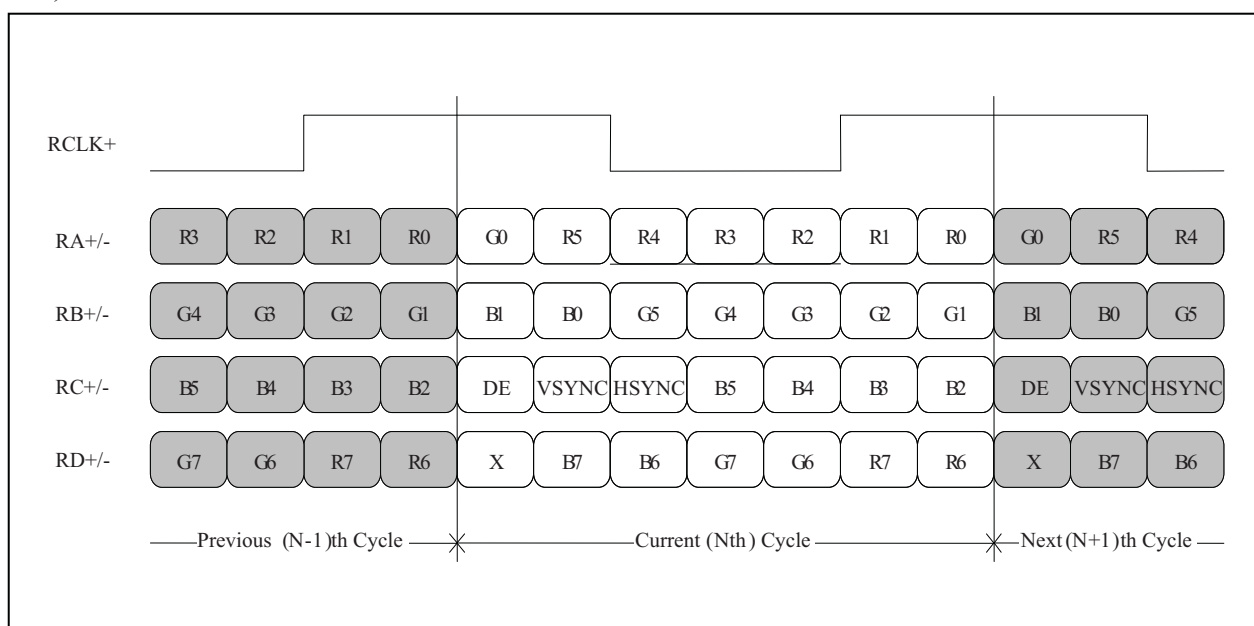 RCLK+
RA+/- R3 R2 R1 R0 G0 R5 R4 R3 R2 R1 R0 G0 R5 R4
RB+/- G4 G3 G2 G1 B1 B0 G5 G4 G3 G2 G1 B1 B0 G5
RC+/- B5 B4 B3 B2 DE VSYNC HSYNC B5 B4 B3 B2 DE VSYNC HSYNC
RD+/- G7 G6 R7 R6 X B7 B6 G7 G6 R7 R6 X B7 B6
Previous (N-1)th Cycle Current (Nth) Cycle Next (N+1)th Cycle